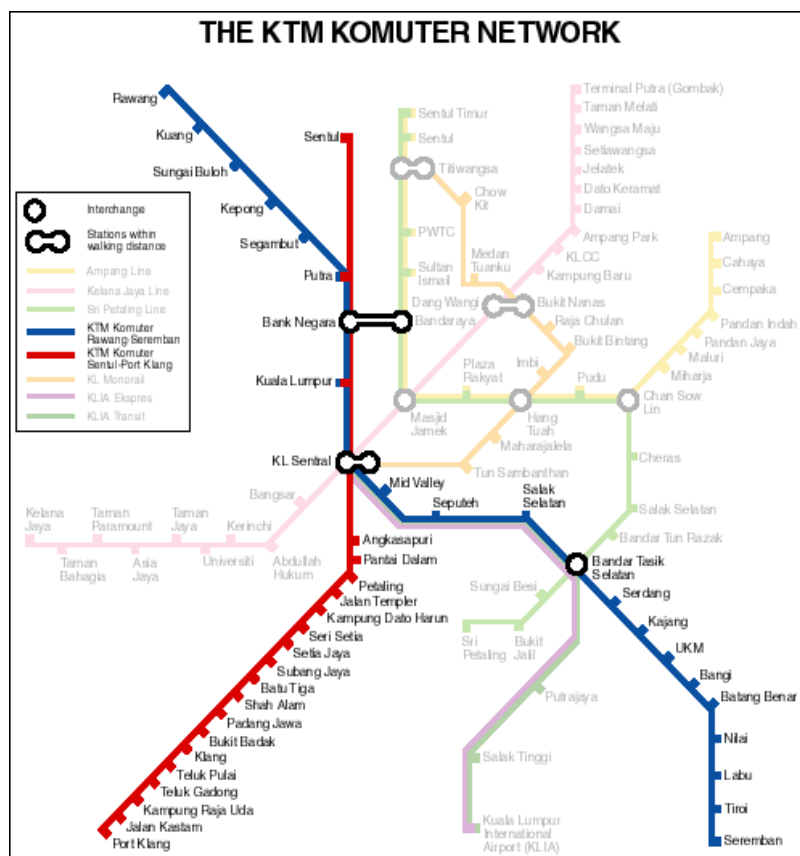 THE KTM KOMUTER NETWORK
Rawang
Kuang
Sungai Buloh
Kepong
Segambut
Sentul
Putra
Bank Negara
Kuala Lumpur
KL Sentral
Interchange
Stations within
walking distance
Ampang Line
Kelana Jaya Line
Sri Petaling Line
KTM Komuter
Rawang-Seremban
KTM Komuter
Sentul-Port Klang
KL Monorail
KLIA Ekspres
KLIA Transit
Sentul Timur
Sentul
Titiwangsa
Chow
Kit
PWTC
Sultan
Ismail
Medan
Tuanku
Dang Wangi
Bandaraya
Bukit Nanas
Raja Chulan
Bukit Bintang
Imbi
Plaza
Rakyat
Pudu
Masjid
Jamek
Hang
Tuah
Chan Sow
Lin
Maharajalela
Tun Sambanthan
Terminal Putra (Gombak)
Taman Melati
Wangsa Maju
Setiawangsa
Jelatek
Dato Keramat
Damai
Ampang Park
KLCC
Kampung Baru
Ampang
Cahaya
Cempaka
Pandan Indah
Pandan Jaya
Maluri
Miharja
Cheras
Salak Selatan
Bandar Tun Razak
Mid Valley
Seputeh
Salak
Selatan
Bangsar
Kelana
Jaya
Taman
Paramount
Taman
Jaya
Kerinchi
Taman
Bahagia
Asia
Jaya
Universiti
Abdullah
Hukum
Angkasapuri
Pantai Dalam
Petaling
Jalan Templer
Kampung Dato Harun
Seri Setia
Setia Jaya
Subang Jaya
Batu Tiga
Shah Alam
Padang Jawa
Bukit Badak
Klang
Teluk Pulai
Teluk Gadong
Kampung Raja Uda
Jalan Kastam
Port Klang
Bandar Tasik
Selatan
Sungai Besi
Sri
Petaling
Bukit
Jalil
Serdang
Kajang
UKM
Bangi
Batang Benar
Nilai
Labu
Tiroi
Seremban
Putrajaya
Salak Tinggi
Kuala Lumpur
International
Airport (KLIA)